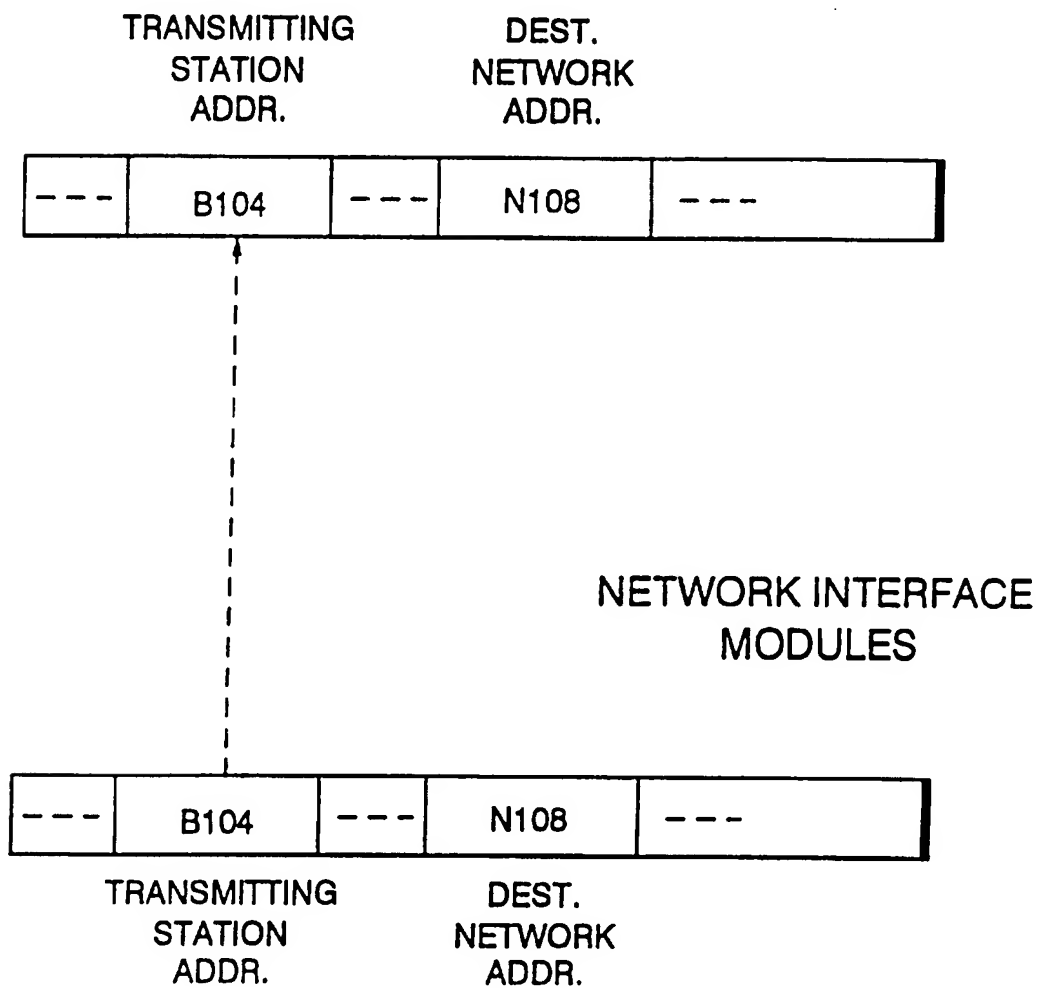 TRANSMITTING STATION ADDR.
DEST. NETWORK ADDR.
--- B104 --- N108 ---
NETWORK INTERFACE
MODULES
--- B104 --- N108 ---
TRANSMITTING STATION ADDR.
DEST. NETWORK ADDR.